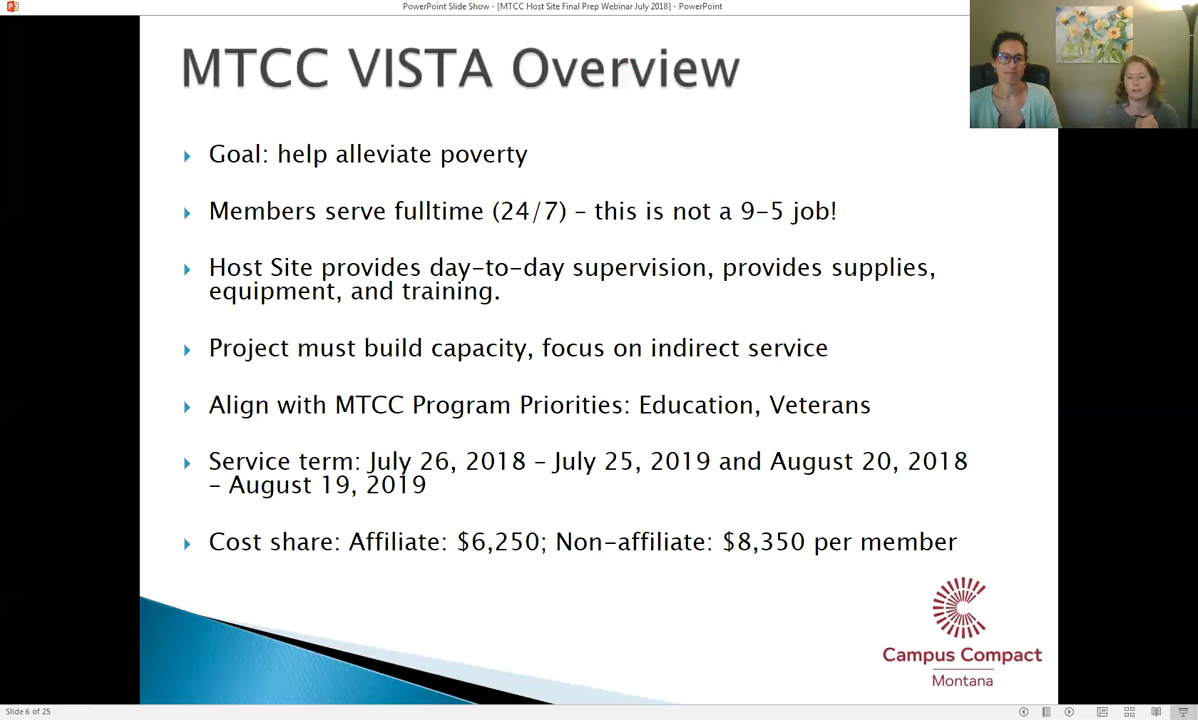 PowerPoint Slide Show - [MTCC Host Site Final Prep Webinar July 2018] - PowerPoint
MTCC VISTA Overview
Goal: help alleviate poverty
Members serve fulltime (24/7) – this is not a 9-5 job!
Host Site provides day-to-day supervision, provides supplies,
equipment, and training.
Project must build capacity, focus on indirect service
Align with MTCC Program Priorities: Education, Veterans
Service term: July 26, 2018 – July 25, 2019 and August 20, 2018
– August 19, 2019
Cost share: Affiliate: $6,250; Non-affiliate: $8,350 per member
Campus Compact
Montana
Slide 6 of 25